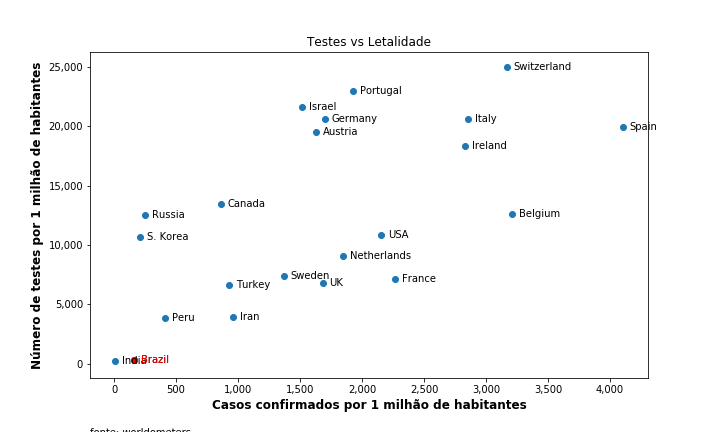 Testes vs Letalidade
Número de testes por 1 milhão de habitantes
25,000
20,000
15,000
10,000
5,000
0
Switzerland
Portugal
Israel
Germany
Italy
Austria
Spain
Ireland
Canada
Russia
Belgium
S. Korea
USA
Netherlands
Sweden
UK
France
Turkey
Peru
Iran
India
Brazil
0
500
1,000
1,500
2,000
2,500
3,000
3,500
4,000
Casos confirmados por 1 milhão de habitantes
fonte: worldometers